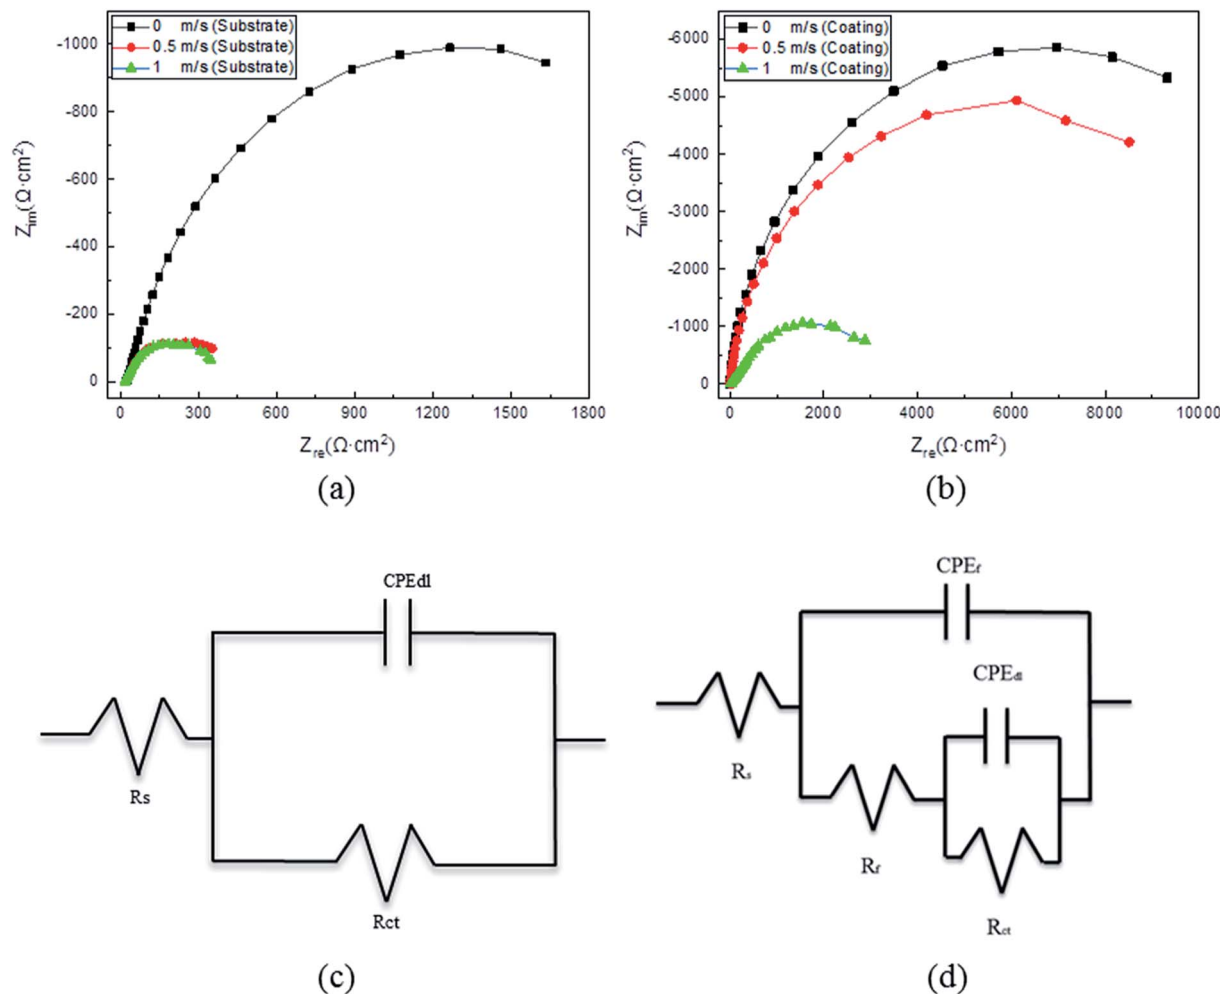 0 m/s (Substrate)
0.5 m/s (Substrate)
1 m/s (Substrate)
-1000
-800
-600
-400
-200
0
Zim(Ω·cm²)
0 300 600 900 1200 1500 1800
Zre(Ω·cm²)
(a)
0 m/s (Coating)
0.5 m/s (Coating)
1 m/s (Coating)
-6000
-5000
-4000
-3000
-2000
-1000
0
Zim(Ω·cm²)
0 2000 4000 6000 8000 10000
Zre(Ω·cm²)
(b)
CPEdl
Rs
Rct
(c)
CPEf
CPEdl
Rs
Rf
Rct
(d)